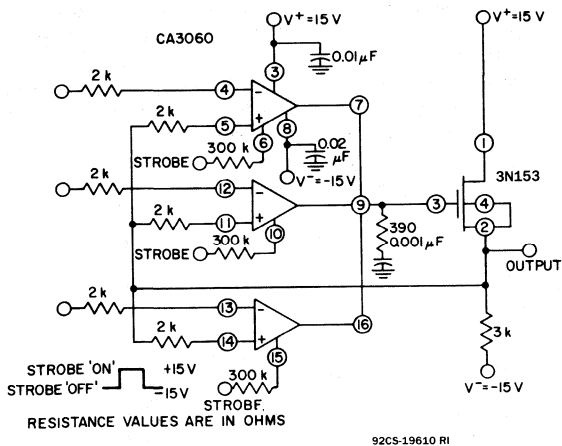 V+=15 V
V+=15 V
CA3060
0.01µF
3
2 k
4
−
7
2 k
5
+
6
8
1
300 k
0.02
µF
STROBE
3N153
2 k
V−=−15 V
12
−
9
3
4
2 k
11
+
10
390
2
300 k
0.001µF
STROBE
OUTPUT
2 k
13
−
16
3 k
2 k
14
+
15
STROBE 'ON'
+15V
300 k
STROBE 'OFF'
−15V
V−=−15 V
STROBE
RESISTANCE VALUES ARE IN OHMS
92CS-19610 RI